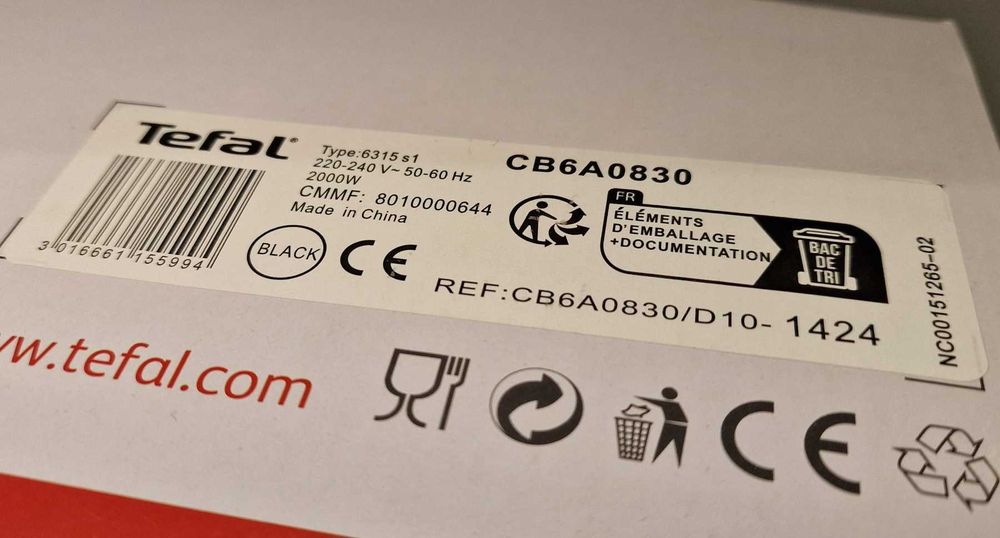 Tefal®
Type:6315 s1
220-240 V~ 50-60 Hz
2000W
CMMF: 8010000644
Made in China
3 016661 155994
BLACK
CE
CB6A0830
FR
ÉLÉMENTS
D'EMBALLAGE
+DOCUMENTATION
BAC
DE
TRI
REF:CB6A0830/D10- 1424
NC00151265-02
w.tefal.com
CE